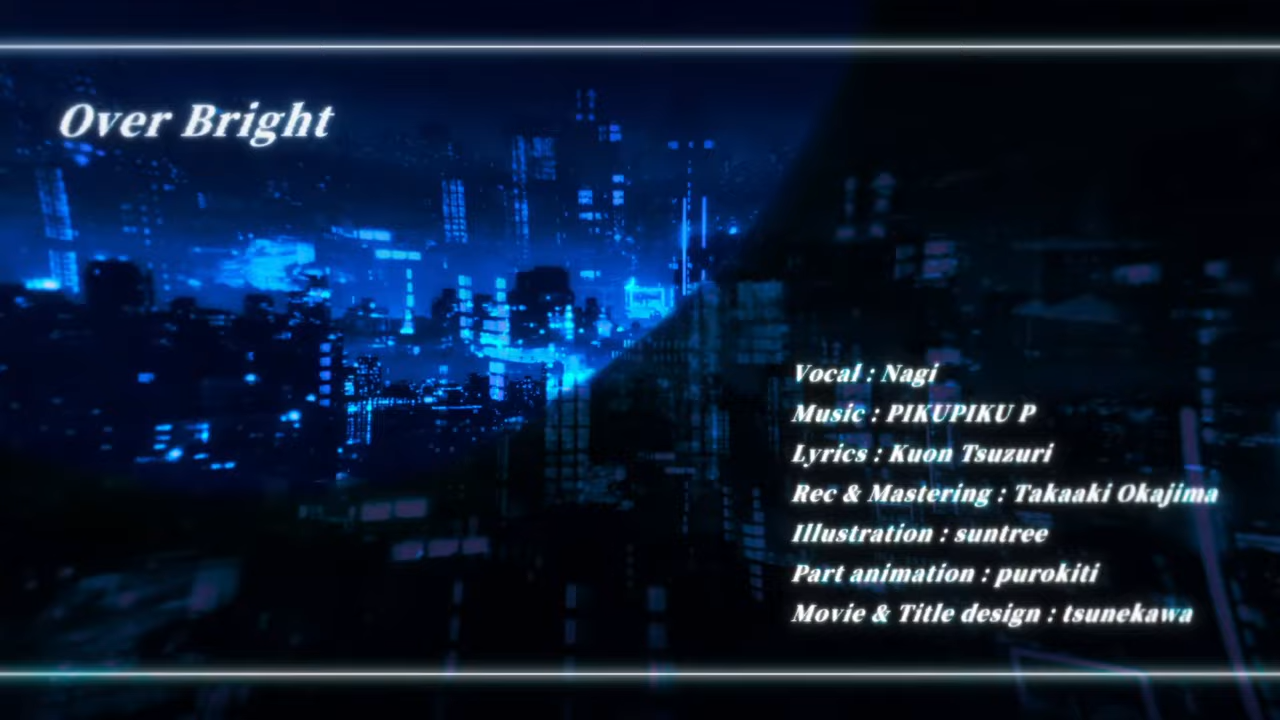 Over Bright
Vocal : Nagi
Music : PIKUPIKU P
Lyrics : Kuon Tsuzuri
Rec & Mastering : Takaaki Okajima
Illustration : suntree
Part animation : purokiti
Movie & Title design : tsunekawa